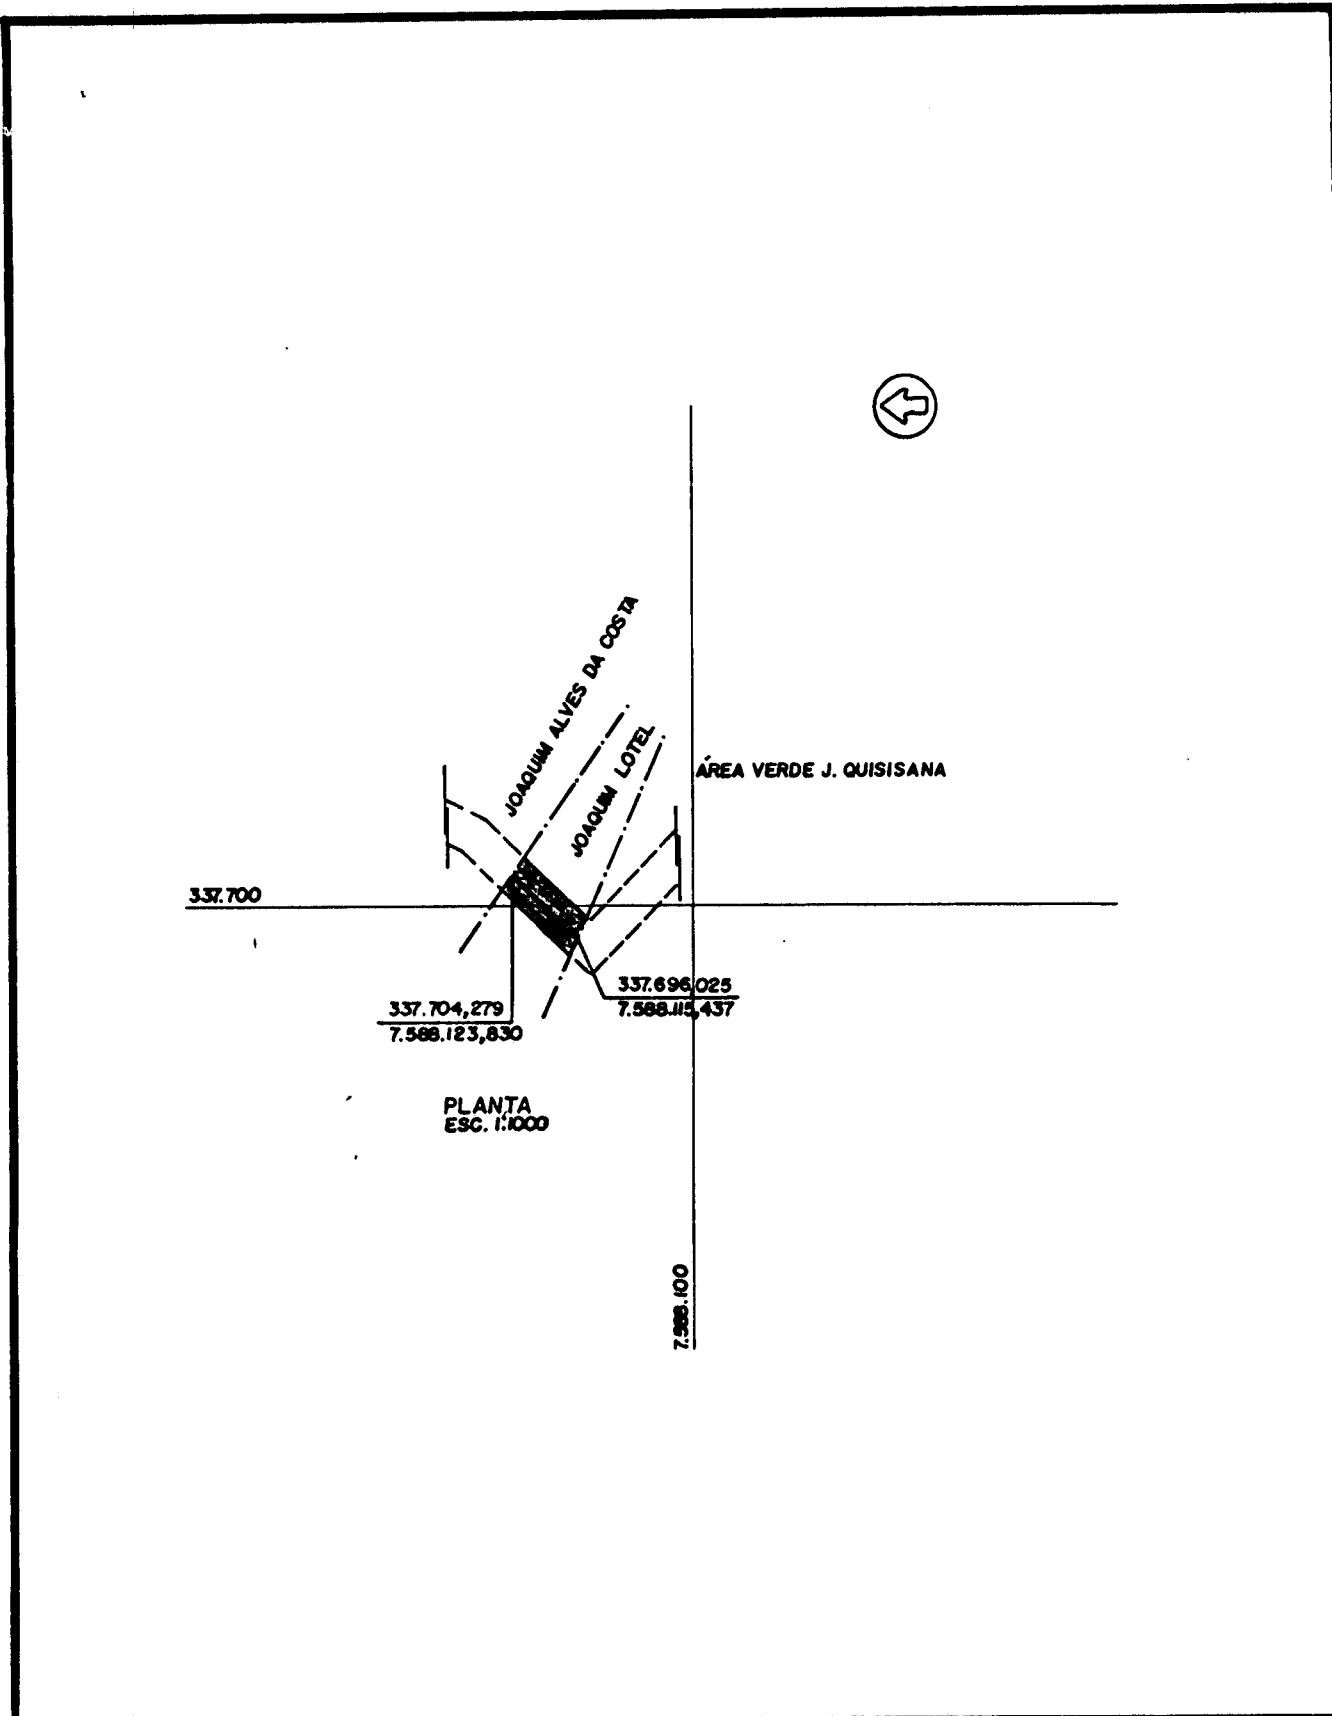 JOAQUIM ALVES DA COSTA
JOAQUIM LOTEL
ÁREA VERDE J. QUISISANA
337.700
337.696,025
7.588.115,437
337.704,279
7.588.123,830
PLANTA
ESC. 1:1000
7.588.100